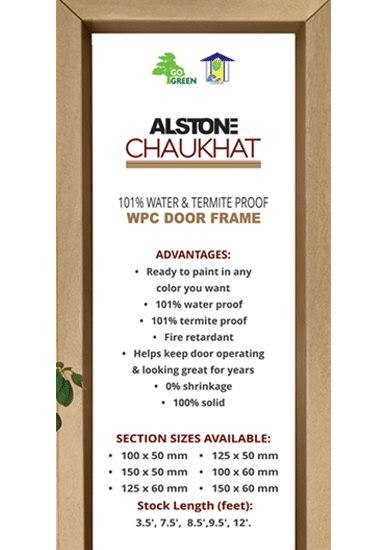 GO
GREEN
ALSTONE
CHAUKHAT
101% WATER & TERMITE PROOF
WPC DOOR FRAME
ADVANTAGES:
• Ready to paint in any
color you want
• 101% water proof
• 101% termite proof
• Fire retardant
• Helps keep door operating
& looking great for years
• 0% shrinkage
• 100% solid
SECTION SIZES AVAILABLE:
• 100 x 50 mm • 125 x 50 mm
• 150 x 50 mm • 100 x 60 mm
• 125 x 60 mm • 150 x 60 mm
Stock Length (feet):
3.5', 7.5', 8.5',9.5', 12'.